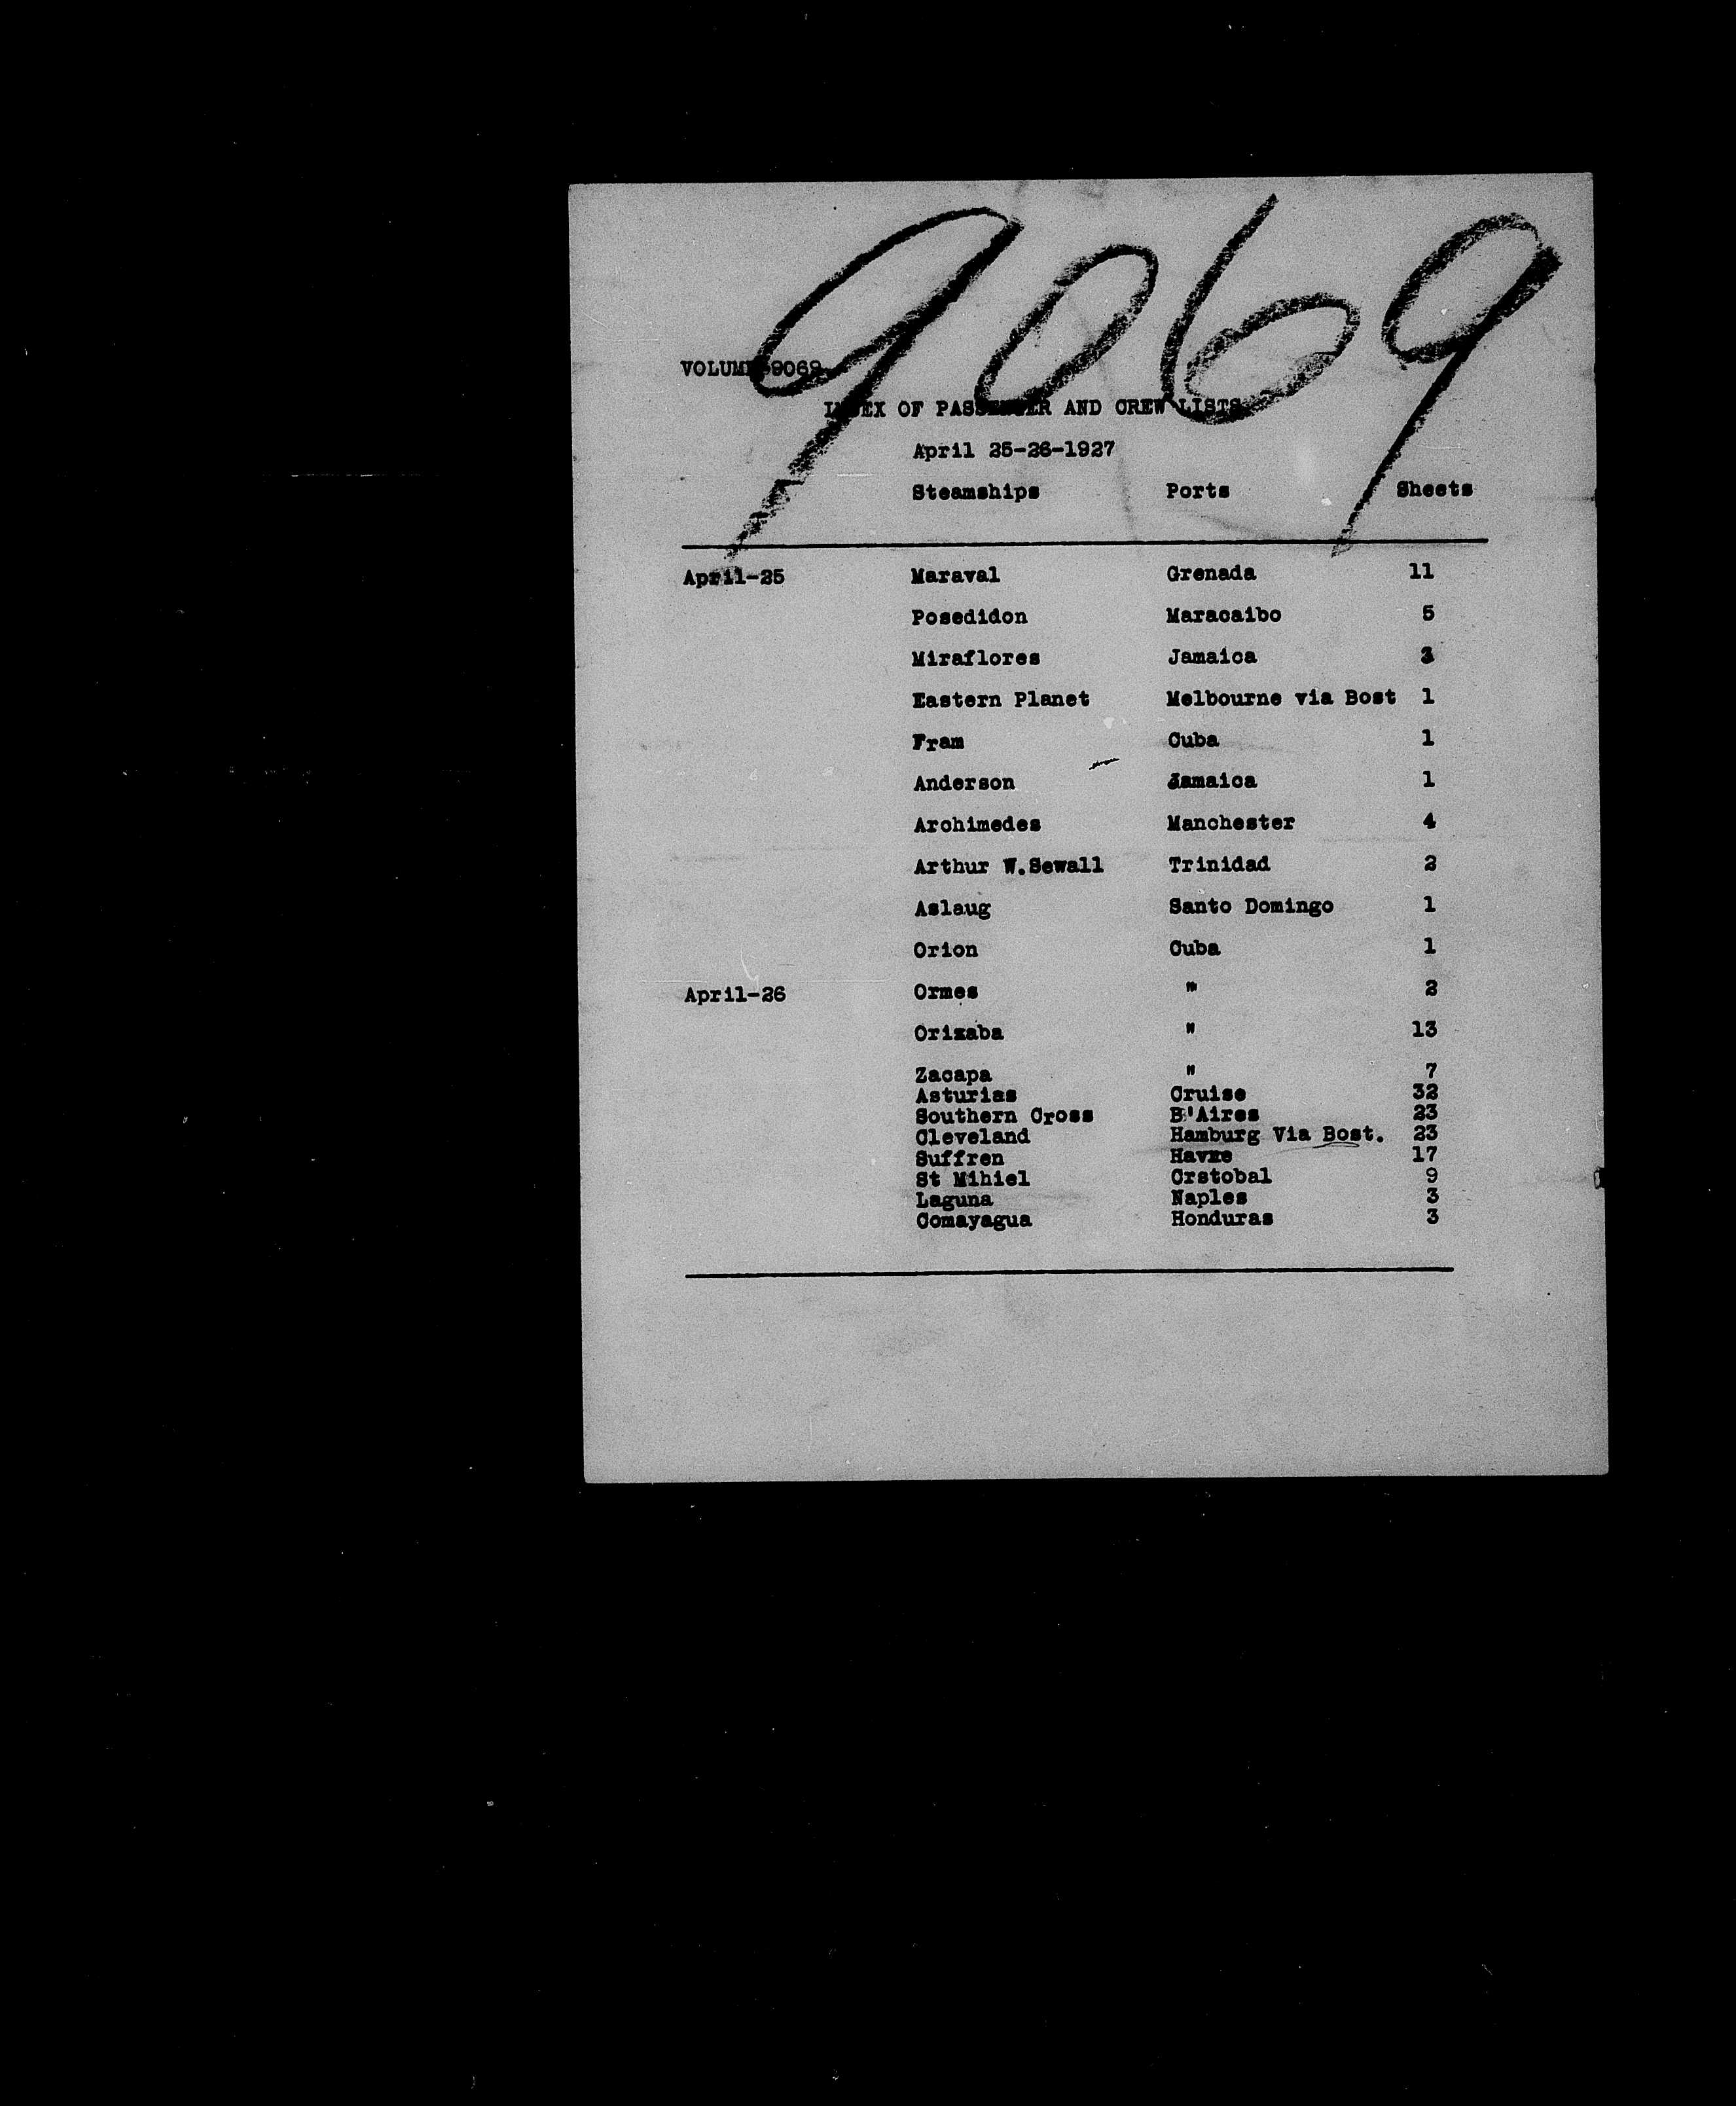 9069
VOLUME 9069
INDEX OF PASSENGER AND CREW LISTS
April 25-26-1927
Steamships Ports Sheets
April-25 Maraval Grenada 11
Posedidon Maracaibo 5
Miraflores Jamaica
Eastern Planet Melbourne via Bost 1
Fram Cuba 1
Anderson Jamaica 1
Archimedes Manchester 4
Arthur W.Sewall Trinidad 2
Aslaug Santo Domingo 1
Orion Cuba 1
April-26 Ormes " 2
Orizaba " 13
Zacapa " 7
Asturias Cruise 32
Southern Cross B'Aires 23
Cleveland Hamburg Via Bost. 23
Suffren Havre 17
St Mihiel Crstobal 9
Laguna Naples 3
Comayagua Honduras 3